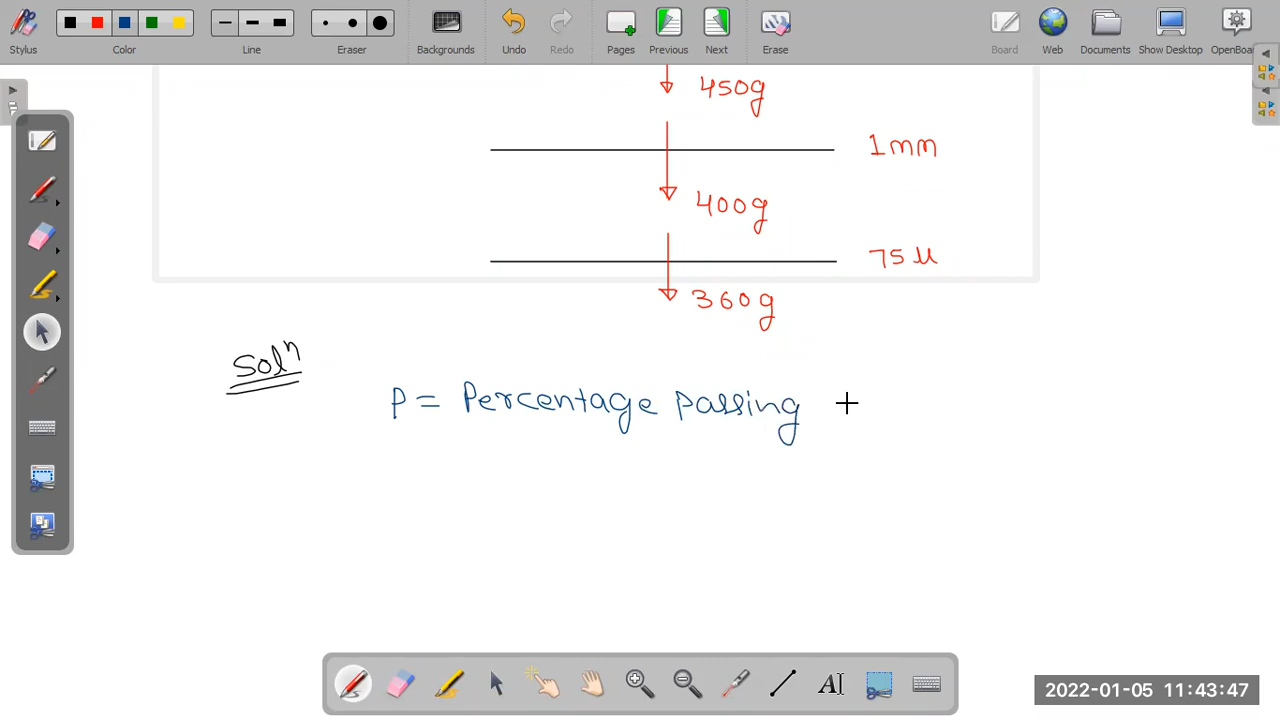 Stylus
Color
Line
Eraser
Backgrounds
Undo
Redo
Pages
Previous
Next
Erase
Board
Web
Documents
Show Desktop
OpenBoa
450g
1mm
400g
75 μ
360g
Solⁿ
P = Percentage passing
2022-01-05 11:43:47